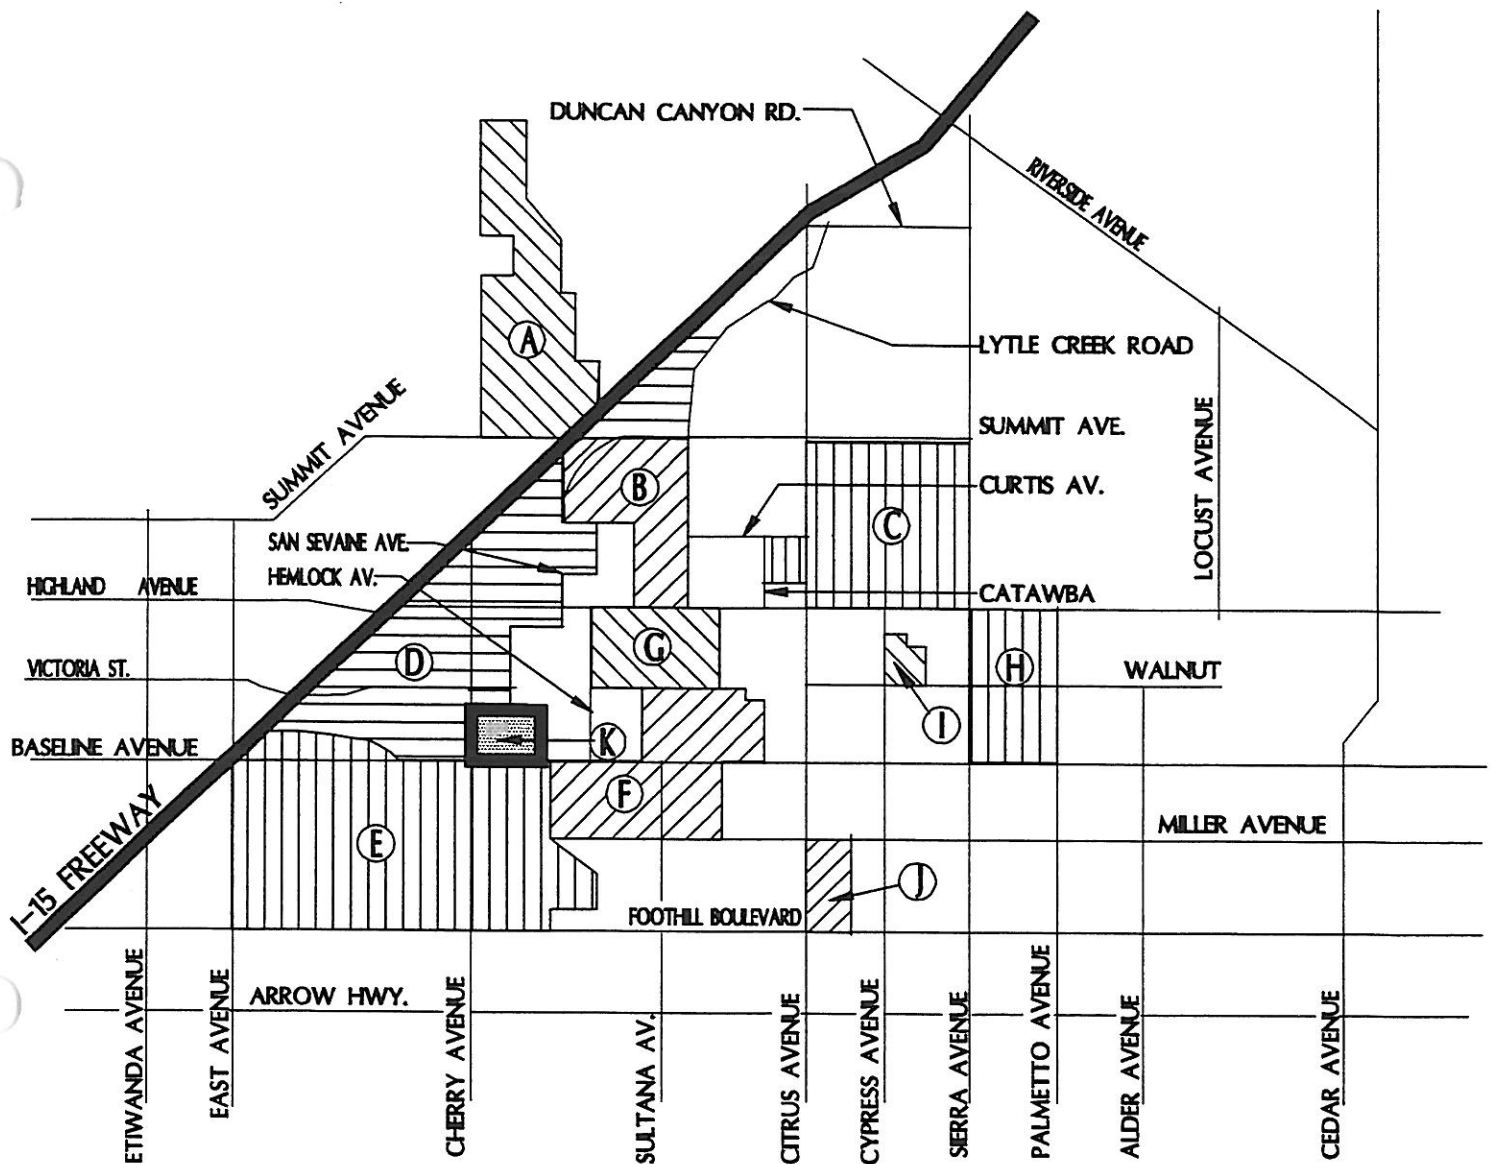 DUNCAN CANYON RD.
RIVERSIDE AVENUE
A
LYTLE CREEK ROAD
SUMMIT AVENUE
SUMMIT AVE.
LOCUST AVENUE
B
CURTIS AV.
C
SAN SEVAINE AVE.
HEMLOCK AV.
HIGHLAND AVENUE
CATAWBA
G
D
H
VICTORIA ST.
WALNUT
I
K
BASELINE AVENUE
F
I-15 FREEWAY
E
MILLER AVENUE
J
FOOTHILL BOULEVARD
ARROW HWY.
ETIWANDA AVENUE
EAST AVENUE
CHERRY AVENUE
SULTANA AV.
CITRUS AVENUE
CYPRESS AVENUE
SIERRA AVENUE
PALMETTO AVENUE
ALDER AVENUE
CEDAR AVENUE